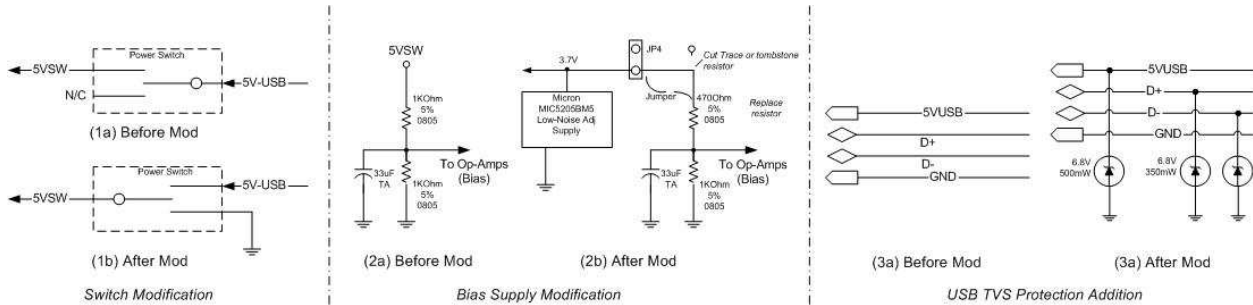 Power Switch
5VSW
5V-USB
N/C
(1a) Before Mod
Power Switch
5V-USB
5VSW
(1b) After Mod
Switch Modification
5VSW
1KOhm
5%
0805
To Op-Amps
(Bias)
33uF
TA
1KOhm
5%
0805
(2a) Before Mod
JP4
Cut Trace or tombstone
resistor
3.7V
Jumper
Micron
MIC5205BM5
Low-Noise Adj
Supply
470Ohm
5%
0805
Replace
resistor
To Op-Amps
(Bias)
33uF
TA
1KOhm
5%
0805
(2b) After Mod
Bias Supply Modification
5VUSB
D+
D-
GND
(3a) Before Mod
5VUSB
D+
D-
GND
6.8V
500mW
6.8V
350mW
(3a) After Mod
USB TVS Protection Addition